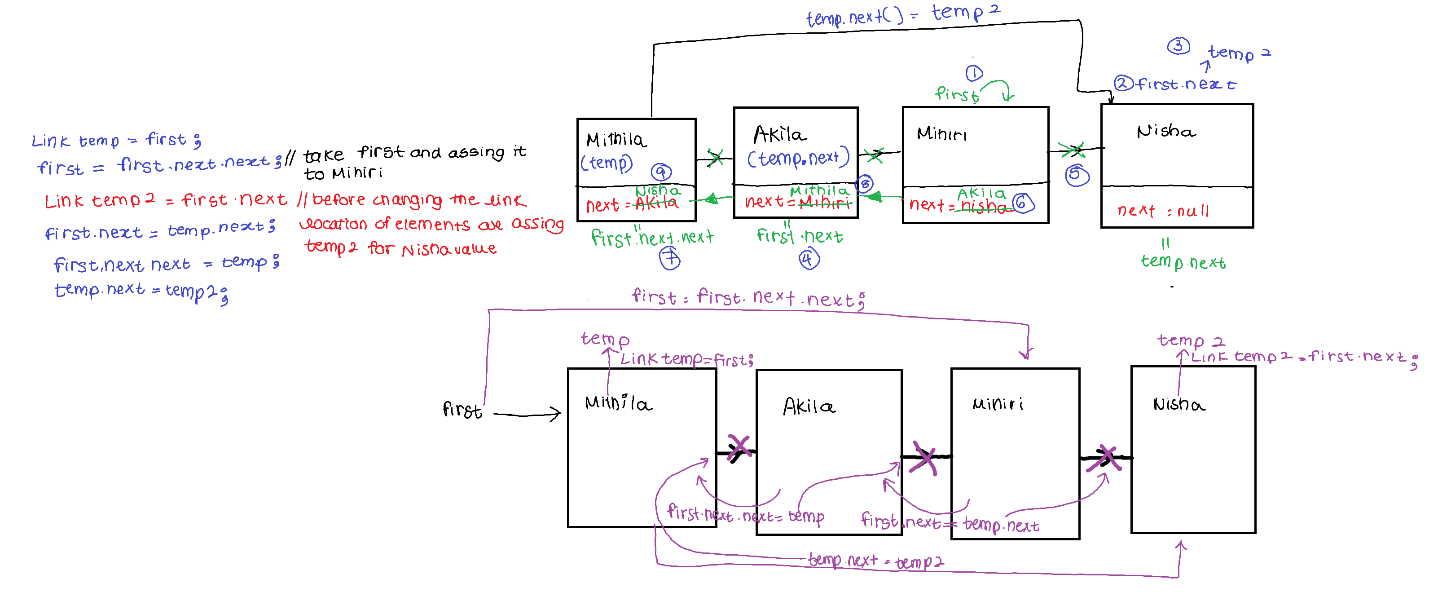 Link temp = first ;
first = first.next.next ; // take first and assing it
to Mihiri
Link temp2 = first.next // before changing the link
location of elements we assing
temp2 for Nisha value
first.next = temp.next ;
first.next next = temp ;
temp.next = temp2 ;
temp.next() = temp 2
③ temp 2
② first.next
①
first
Mithila
(temp)
⑨
Nisha
next = Akila
first.next.next
⑦
Akila
(temp.next)
Mithila ⑧
next = Mihiri
first .next
④
Mihiri
Akila
next = nisha ⑥
⑤
Nisha
next : null
temp next
first = first. next .next ;
temp
Link temp=first;
temp 2
Link temp2 = first.next ;
first
Mithila
Akila
Mihiri
Nisha
first.next.next = temp
first.next = temp.next
temp.next = temp2